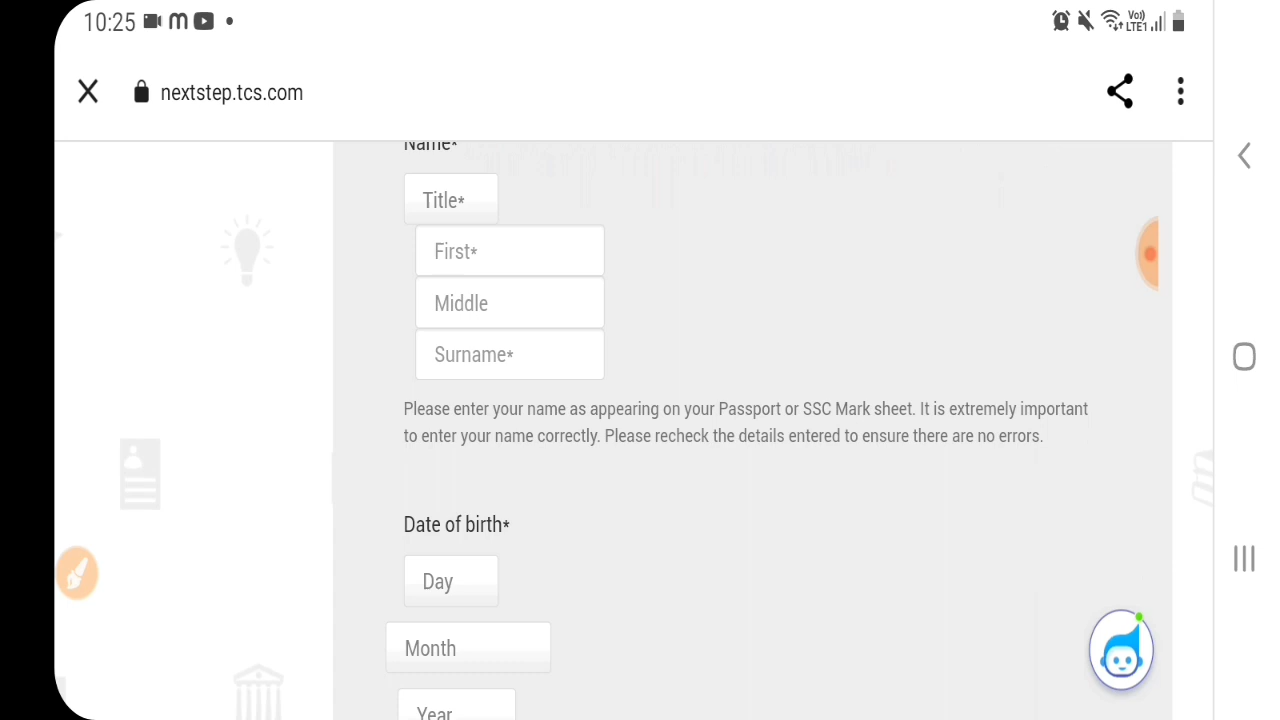 10:25
Vo)) LTE1
nextstep.tcs.com
Name*
Title*
First*
Middle
Surname*
Please enter your name as appearing on your Passport or SSC Mark sheet. It is extremely important
to enter your name correctly. Please recheck the details entered to ensure there are no errors.
Date of birth*
Day
Month
Year